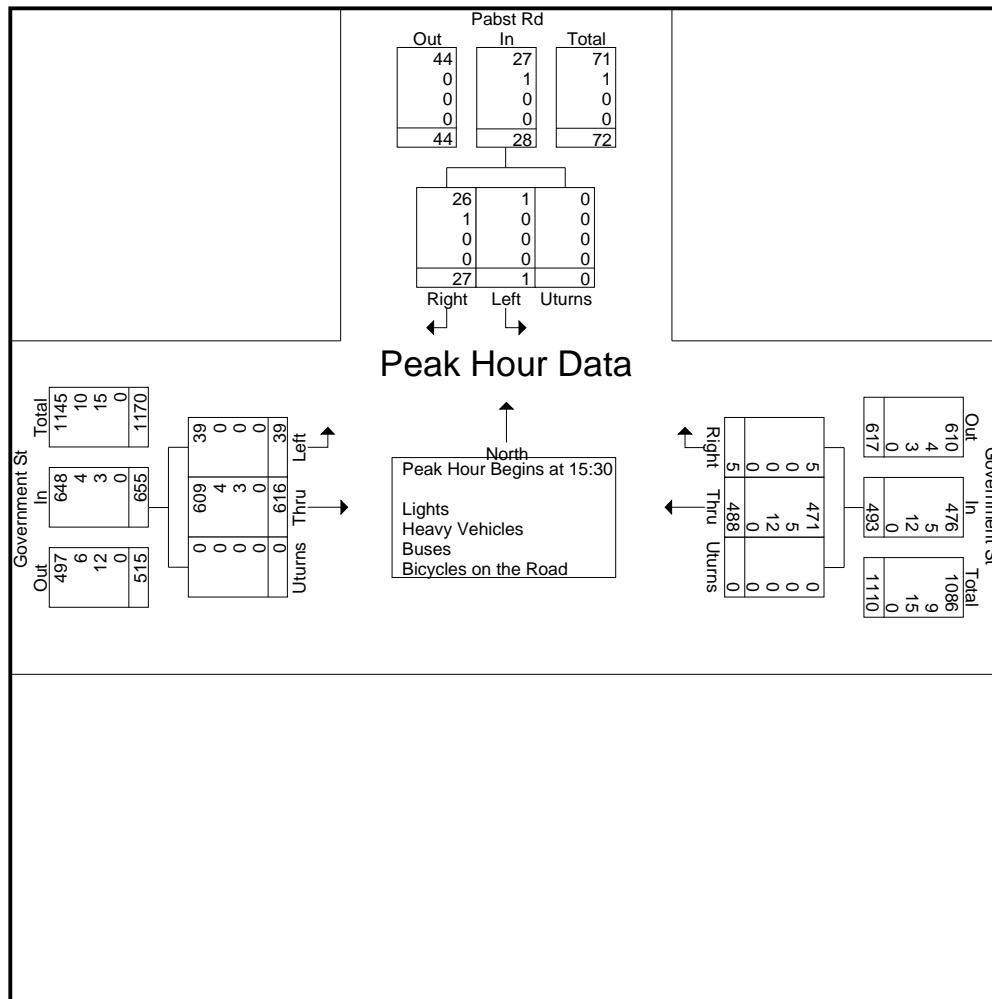 Pabst Rd
Out In Total
44 27 71
0 1 1
0 0 0
0 0 0
44 28 72
26 1 0
1 0 0
0 0 0
0 0 0
27 1 0
Right Left Uturns
Peak Hour Data
Government St
Total
1145 10 15 0 1170
In
648 4 3 0 655
Out
497 6 12 0 515
39 0 0 0 39 Left
609 4 3 0 616 Thru
0 0 0 0 0 Uturns
North
Peak Hour Begins at 15:30
Lights
Heavy Vehicles
Buses
Bicycles on the Road
5 0 0 0 5 Right
471 5 12 0 488 Thru
0 0 0 0 0 Uturns
Government St
Out
610 4 3 0 617
In
476 5 12 0 493
Total
1086 9 15 0 1110